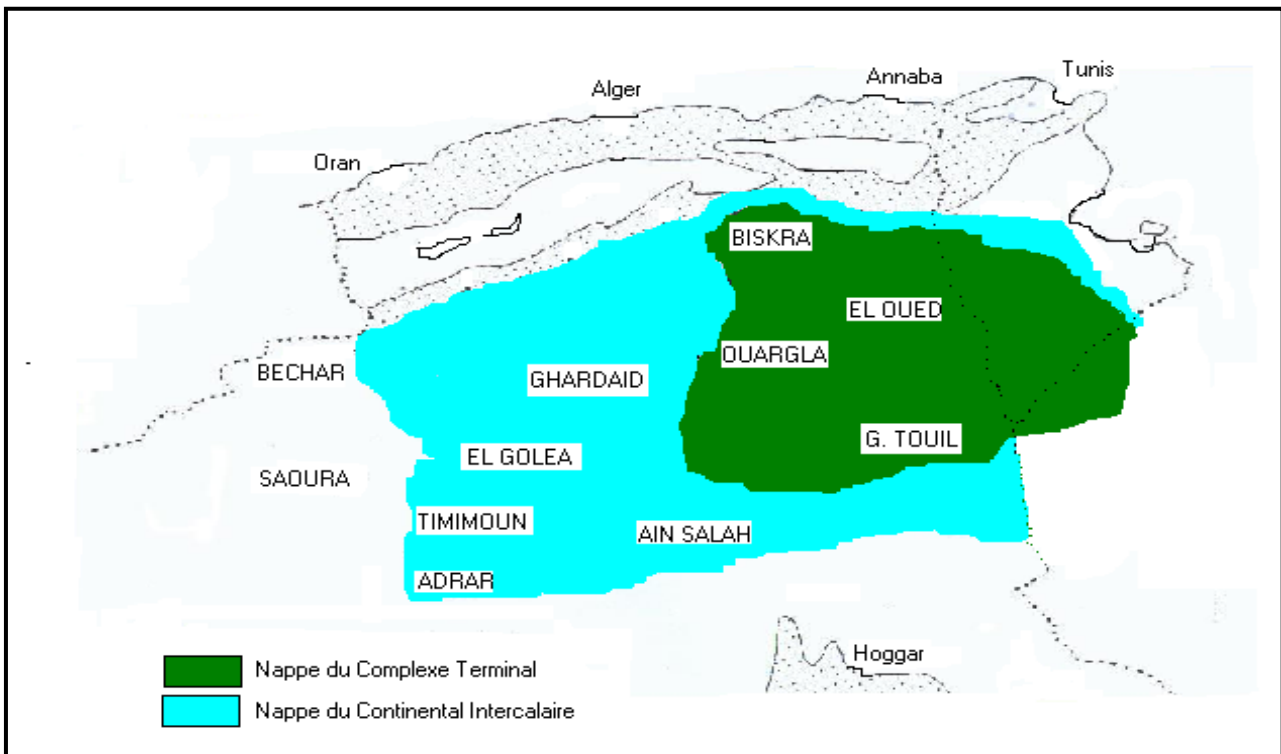 Tunis
Annaba
Alger
Oran
BISKRA
EL OUED
OUARGLA
BECHAR
GHARDAID
G. TOUIL
EL GOLEA
SAOURA
TIMIMOUN
AIN SALAH
ADRAR
Hoggar
Nappe du Complexe Terminal
Nappe du Continental Intercalaire